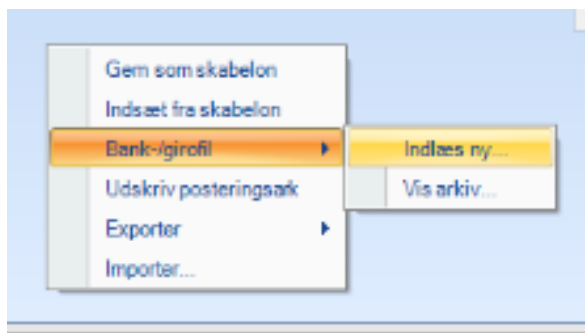 Gem som skabelon
Indsæt fra skabelon
Bank-/girofil
Indlæs ny...
Udskriv posteringsark
Vis arkiv...
Exporter
Importer...